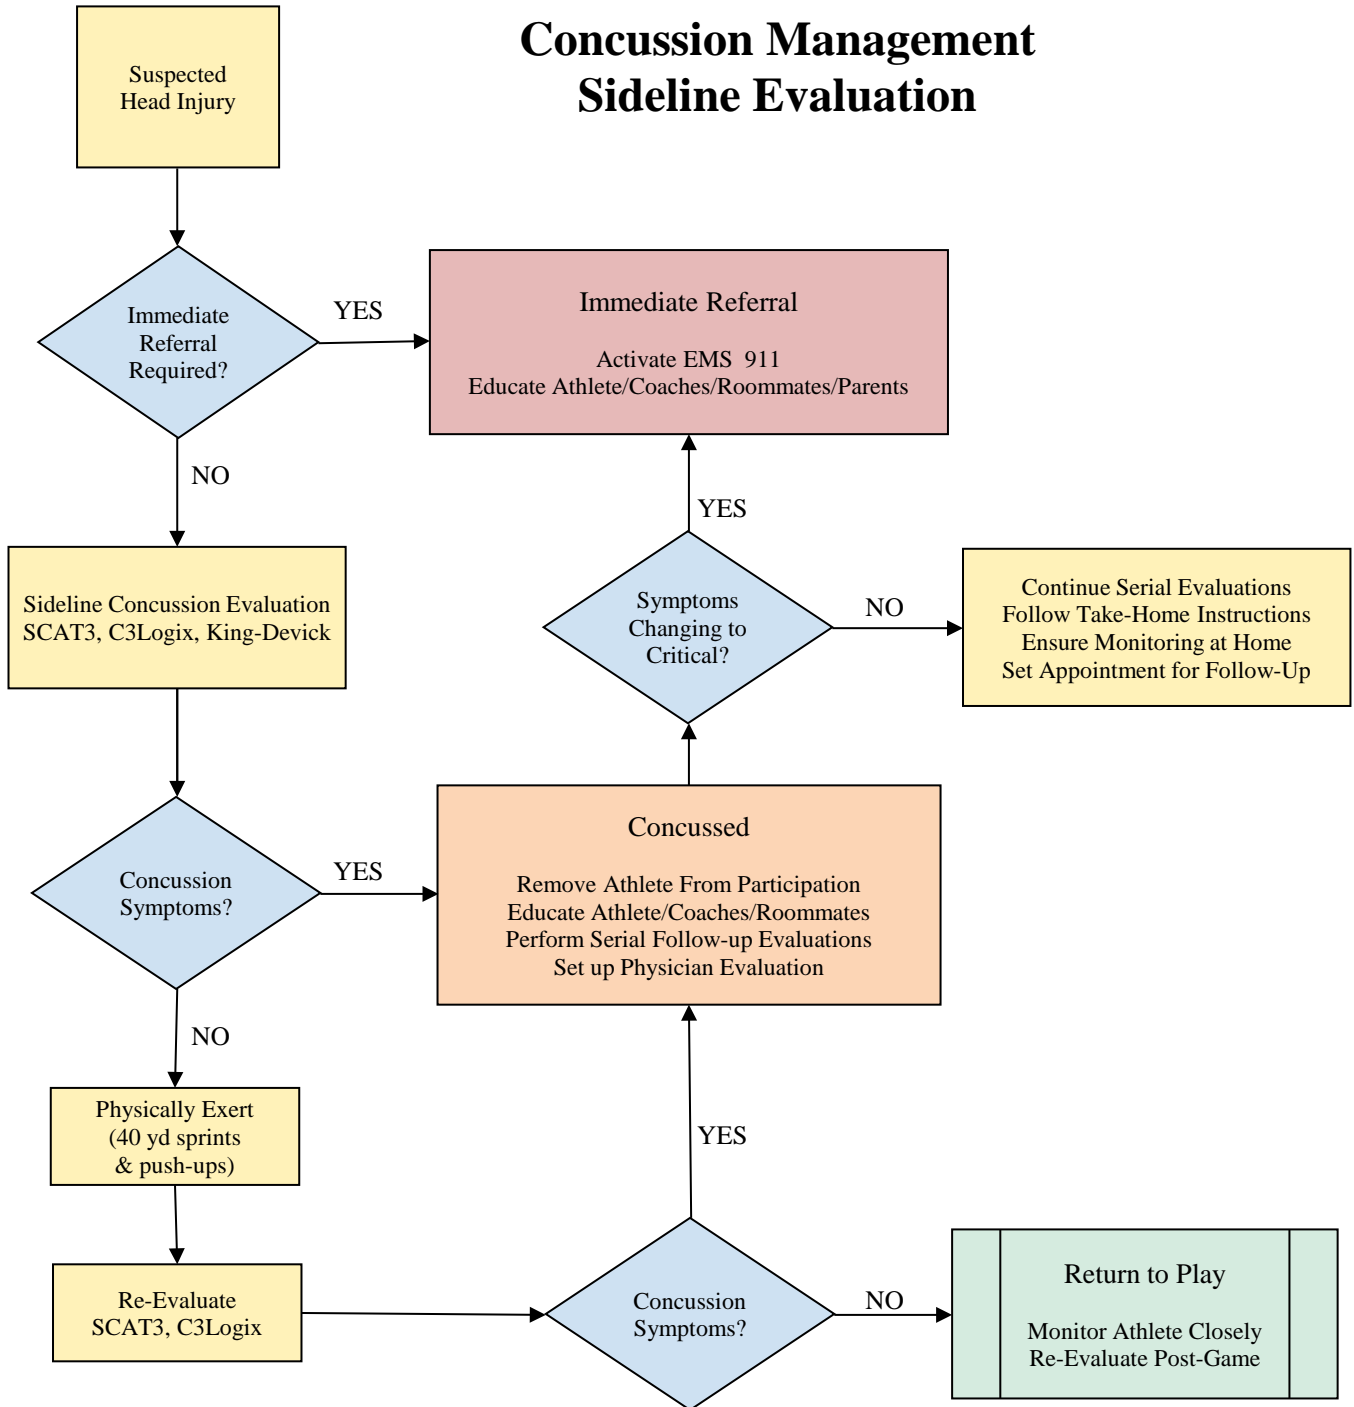 Concussion Management
Sideline Evaluation
Suspected
Head Injury
Immediate
Referral
Required?
YES
Immediate Referral
Activate EMS  911
Educate Athlete/Coaches/Roommates/Parents
NO
YES
Sideline Concussion Evaluation
SCAT3, C3Logix, King-Devick
Symptoms
Changing to
Critical?
NO
Continue Serial Evaluations
Follow Take-Home Instructions
Ensure Monitoring at Home
Set Appointment for Follow-Up
Concussion
Symptoms?
YES
Concussed
Remove Athlete From Participation
Educate Athlete/Coaches/Roommates
Perform Serial Follow-up Evaluations
Set up Physician Evaluation
NO
Physically Exert
(40 yd sprints
& push-ups)
YES
Re-Evaluate
SCAT3, C3Logix
Concussion
Symptoms?
NO
Return to Play
Monitor Athlete Closely
Re-Evaluate Post-Game